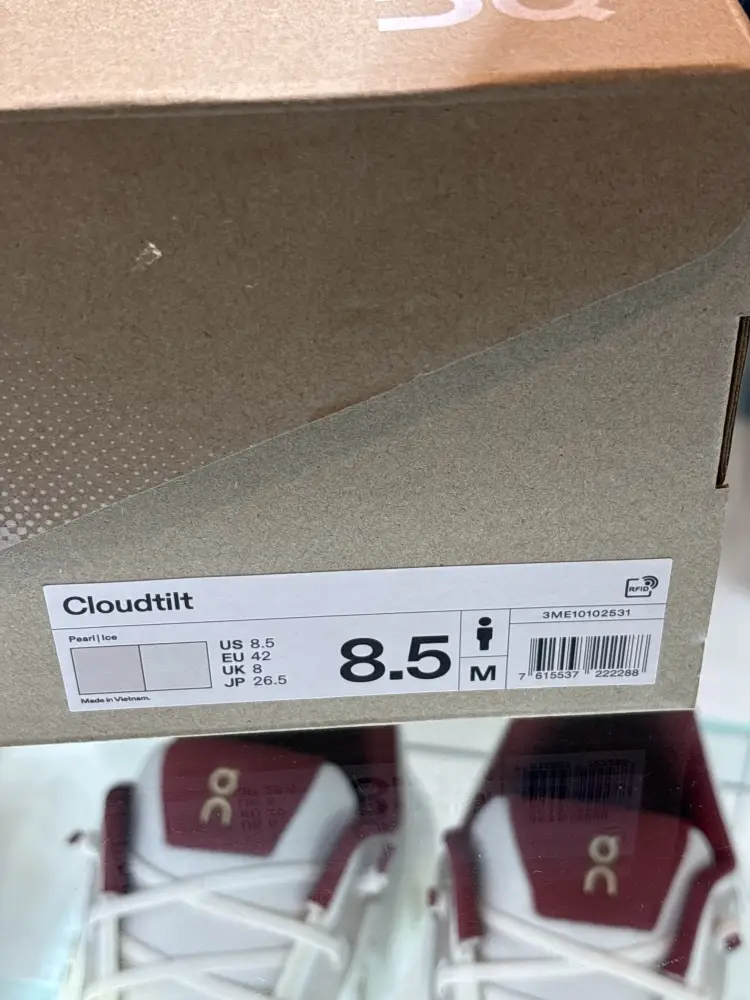 Cloudtilt
RFID
Pearl | Ice
US 8.5
EU 42
UK 8
JP 26.5
Made in Vietnam.
8.5
M
3ME10102531
7 615537 222288